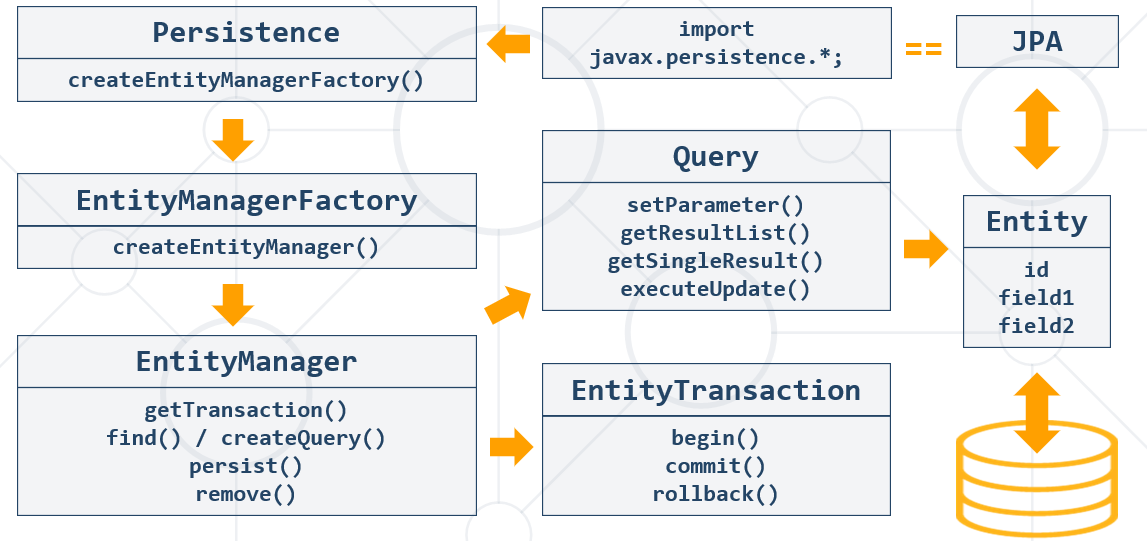 Persistence
createEntityManagerFactory()
import
javax.persistence.*;
==
JPA
EntityManagerFactory
createEntityManager()
Query
setParameter()
getResultList()
getSingleResult()
executeUpdate()
Entity
id
field1
field2
EntityManager
getTransaction()
find() / createQuery()
persist()
remove()
EntityTransaction
begin()
commit()
rollback()